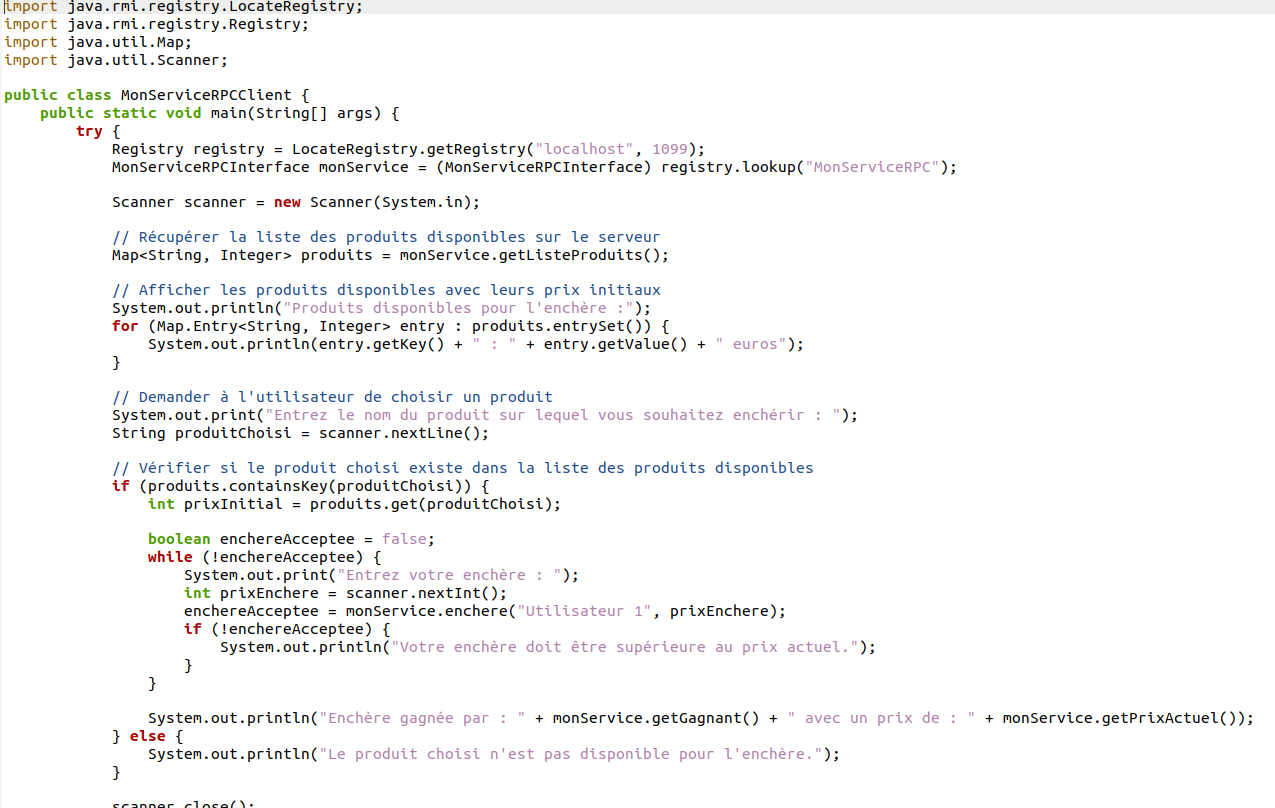 import java.rmi.registry.LocateRegistry;
import java.rmi.registry.Registry;
import java.util.Map;
import java.util.Scanner;

public class MonServiceRPCClient {
    public static void main(String[] args) {
        try {
            Registry registry = LocateRegistry.getRegistry("localhost", 1099);
            MonServiceRPCInterface monService = (MonServiceRPCInterface) registry.lookup("MonServiceRPC");

            Scanner scanner = new Scanner(System.in);

            // Récupérer la liste des produits disponibles sur le serveur
            Map<String, Integer> produits = monService.getListeProduits();

            // Afficher les produits disponibles avec leurs prix initiaux
            System.out.println("Produits disponibles pour l'enchère :");
            for (Map.Entry<String, Integer> entry : produits.entrySet()) {
                System.out.println(entry.getKey() + " : " + entry.getValue() + " euros");
            }

            // Demander à l'utilisateur de choisir un produit
            System.out.print("Entrez le nom du produit sur lequel vous souhaitez enchérir : ");
            String produitChoisi = scanner.nextLine();

            // Vérifier si le produit choisi existe dans la liste des produits disponibles
            if (produits.containsKey(produitChoisi)) {
                int prixInitial = produits.get(produitChoisi);

                boolean enchereAcceptee = false;
                while (!enchereAcceptee) {
                    System.out.print("Entrez votre enchère : ");
                    int prixEnchere = scanner.nextInt();
                    enchereAcceptee = monService.enchere("Utilisateur 1", prixEnchere);
                    if (!enchereAcceptee) {
                        System.out.println("Votre enchère doit être supérieure au prix actuel.");
                    }
                }

                System.out.println("Enchère gagnée par : " + monService.getGagnant() + " avec un prix de : " + monService.getPrixActuel());
            } else {
                System.out.println("Le produit choisi n'est pas disponible pour l'enchère.");
            }

            scanner.close();